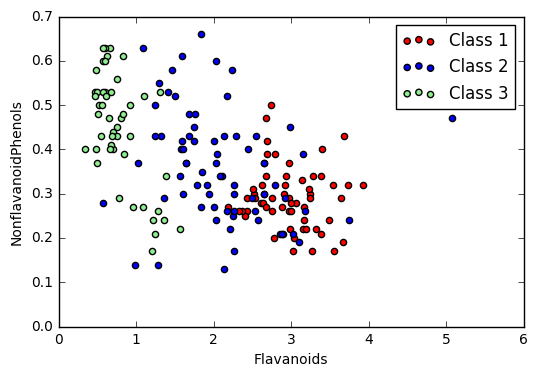 0.7
0.6
0.5
0.4
0.3
0.2
0.1
0.0
NonflavanoidPhenols
Class 1
Class 2
Class 3
0 1 2 3 4 5 6
Flavanoids